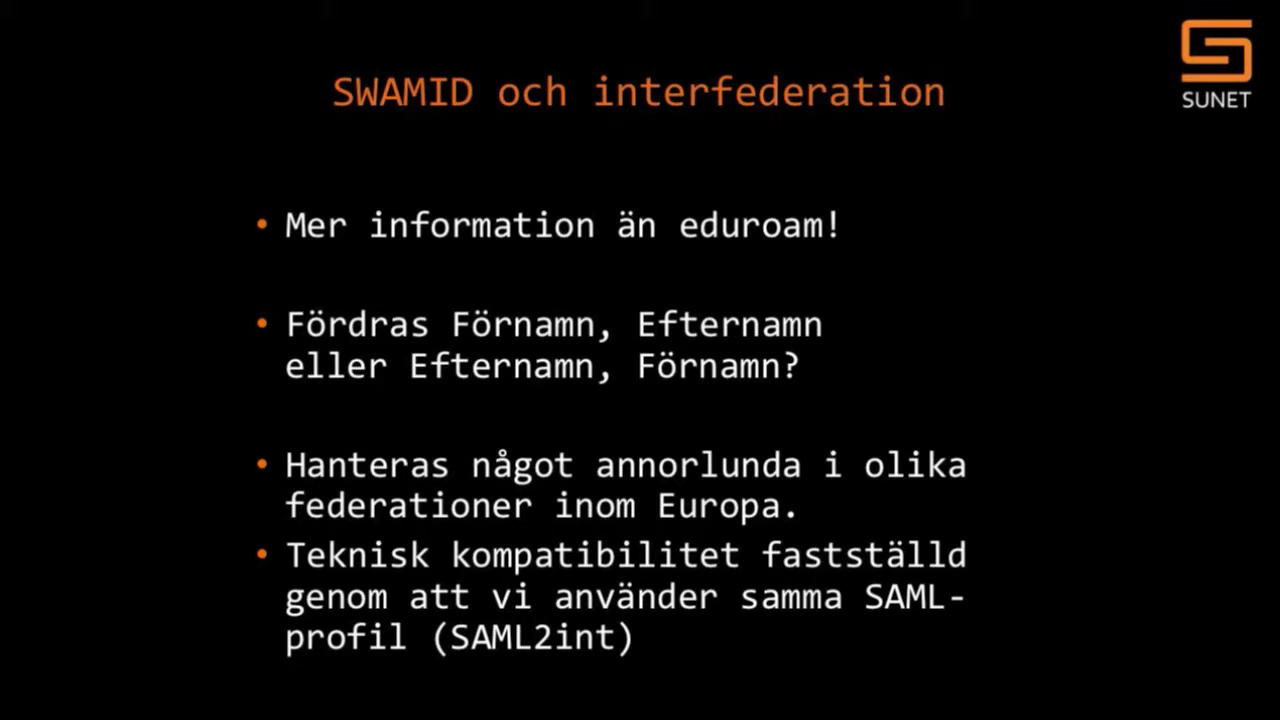 SUNET
SWAMID och interfederation
• Mer information än eduroam!
• Fördras Förnamn, Efternamn
eller Efternamn, Förnamn?
• Hanteras något annorlunda i olika
federationer inom Europa.
• Teknisk kompatibilitet fastställd
genom att vi använder samma SAML-
profil (SAML2int)